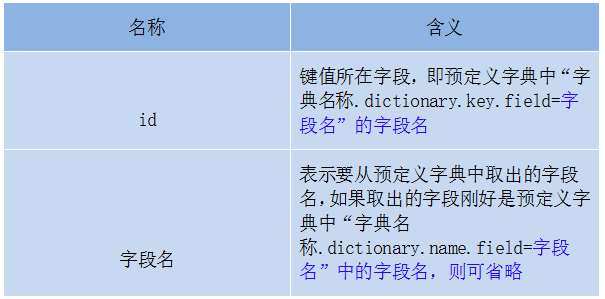 名称
含义
id
键值所在字段，即预定义字典中“字
典名称.dictionary.key.field=字
段名”的字段名
字段名
表示要从预定义字典中取出的字段
名，如果取出的字段刚好是预定义字
典中“字典名
称.dictionary.name.field=字段
名”中的字段名，则可省略